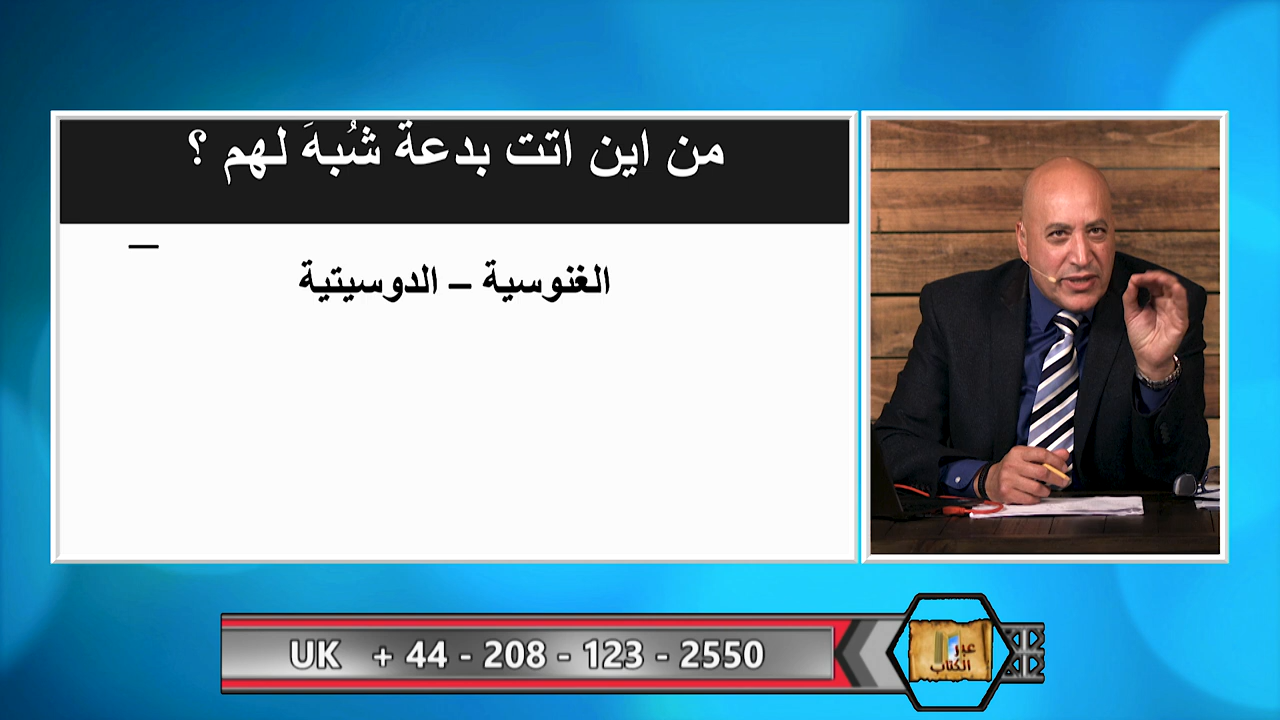 من اين اتت بدعة شُبهَ لهم ؟
الغنوسية – الدوسيتية
UK + 44 - 208 - 123 - 2550
عبر
الكتاب